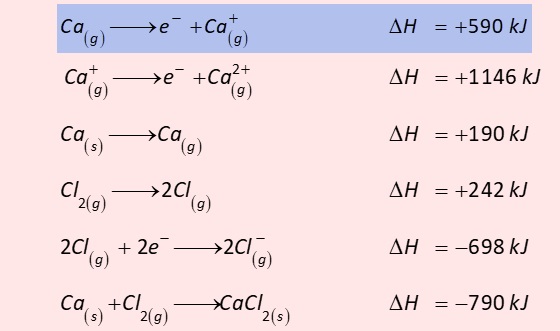 Ca(g) ⟶ e⁻ + Ca⁺(g) ΔH = +590 kJ
Ca⁺(g) ⟶ e⁻ + Ca²⁺(g) ΔH = +1146 kJ
Ca(s) ⟶ Ca(g) ΔH = +190 kJ
Cl₂(g) ⟶ 2Cl(g) ΔH = +242 kJ
2Cl(g) + 2e⁻ ⟶ 2Cl⁻(g) ΔH = −698 kJ
Ca(s) + Cl₂(g) ⟶ CaCl₂(s) ΔH = −790 kJ